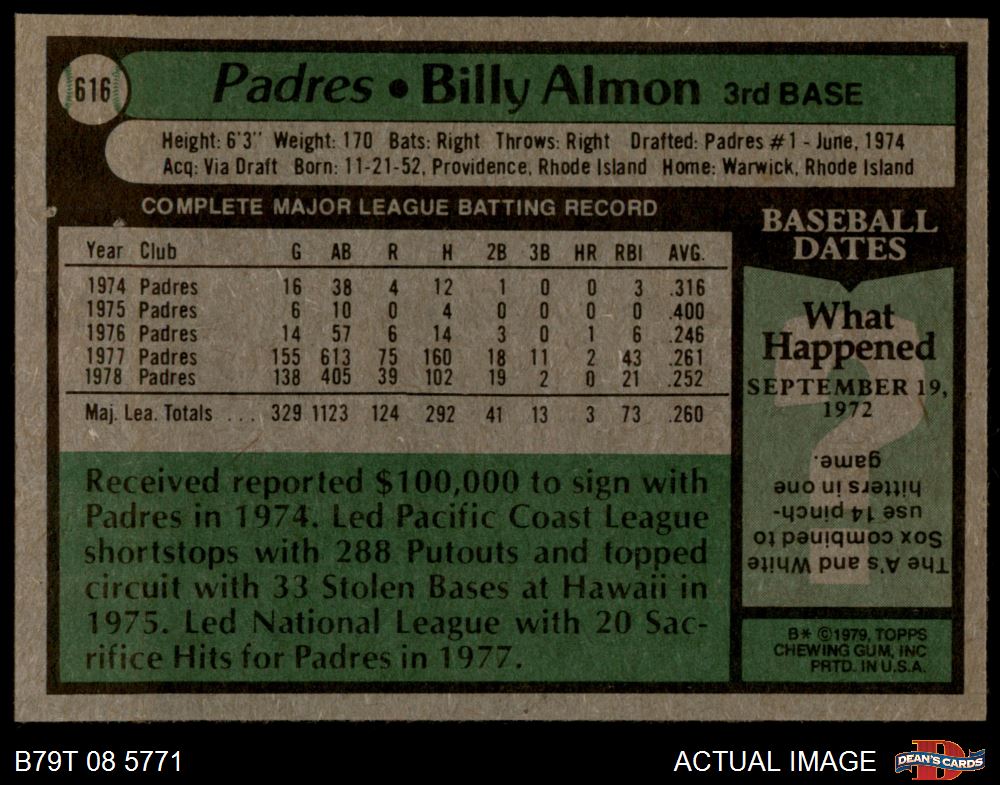 616
Padres • Billy Almon 3rd BASE
Height: 6'3" Weight: 170 Bats: Right Throws: Right Drafted: Padres #1 - June, 1974
Acq: Via Draft Born: 11-21-52, Providence, Rhode Island Home: Warwick, Rhode Island
COMPLETE MAJOR LEAGUE BATTING RECORD
Year Club G AB R H 2B 3B HR RBI AVG.
1974 Padres 16 38 4 12 1 0 0 3 .316
1975 Padres 6 10 0 4 0 0 0 0 .400
1976 Padres 14 57 6 14 3 0 1 6 .246
1977 Padres 155 613 75 160 18 11 2 43 .261
1978 Padres 138 405 39 102 19 2 0 21 .252
Maj. Lea. Totals . . . 329 1123 124 292 41 13 3 73 .260
Received reported $100,000 to sign with
Padres in 1974. Led Pacific Coast League
shortstops with 288 Putouts and topped
circuit with 33 Stolen Bases at Hawaii in
1975. Led National League with 20 Sac-
rifice Hits for Padres in 1977.
BASEBALL
DATES
What
Happened
SEPTEMBER 19,
1972
?
The A's and White
Sox combined to
use 14 pinch-
hitters in one
game.
B* ©1979, TOPPS
CHEWING GUM, INC
PRTD. IN U.S.A.
B79T 08 5771
ACTUAL IMAGE
D
DEAN'S CARDS